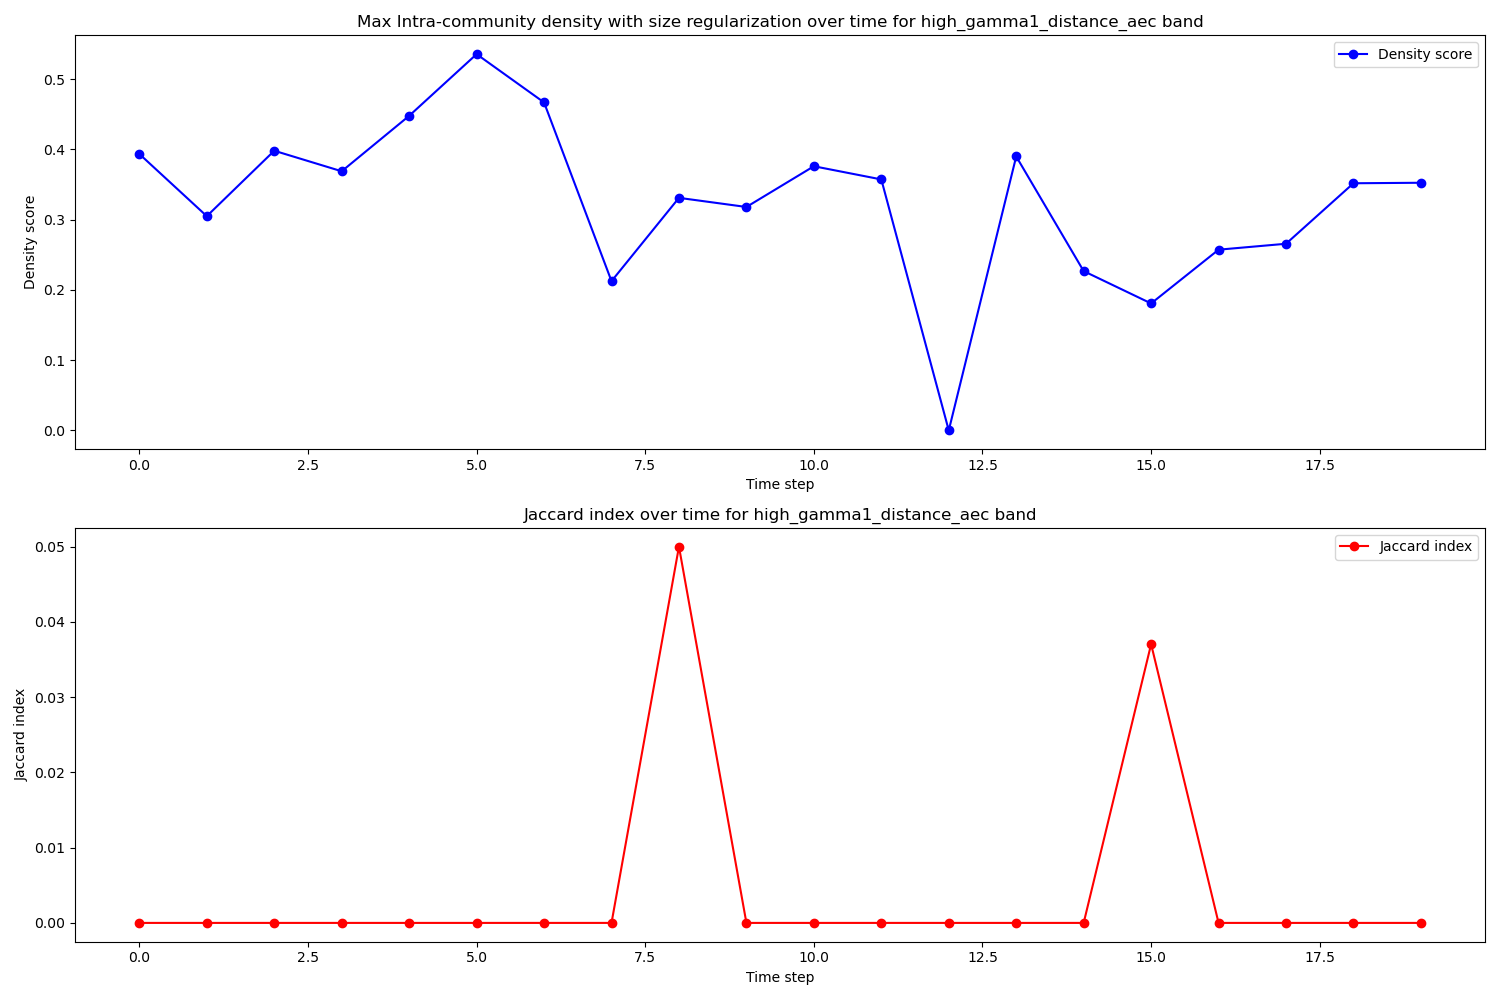 Max Intra-community density with size regularization over time for high_gamma1_distance_aec band
Density score
0.5
0.4
0.3
0.2
0.1
0.0
Density score
0.0 2.5 5.0 7.5 10.0 12.5 15.0 17.5
Time step
Jaccard index over time for high_gamma1_distance_aec band
Jaccard index
0.05
0.04
0.03
0.02
0.01
0.00
Jaccard index
0.0 2.5 5.0 7.5 10.0 12.5 15.0 17.5
Time step